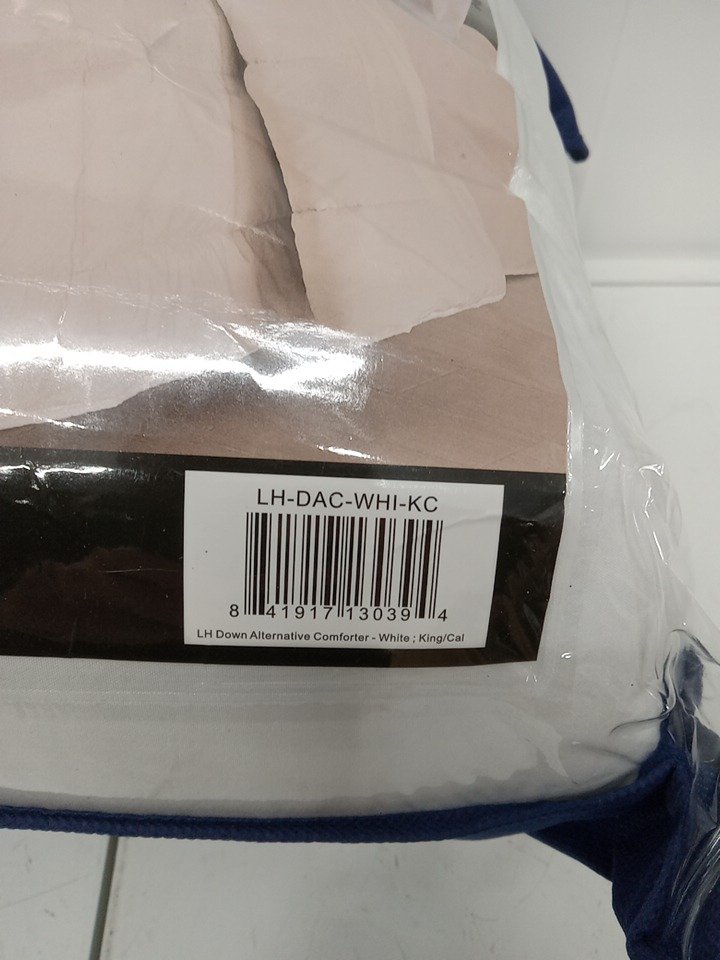 LH-DAC-WHI-KC
8 41917 13039 4
LH Down Alternative Comforter - White ; King/Cal